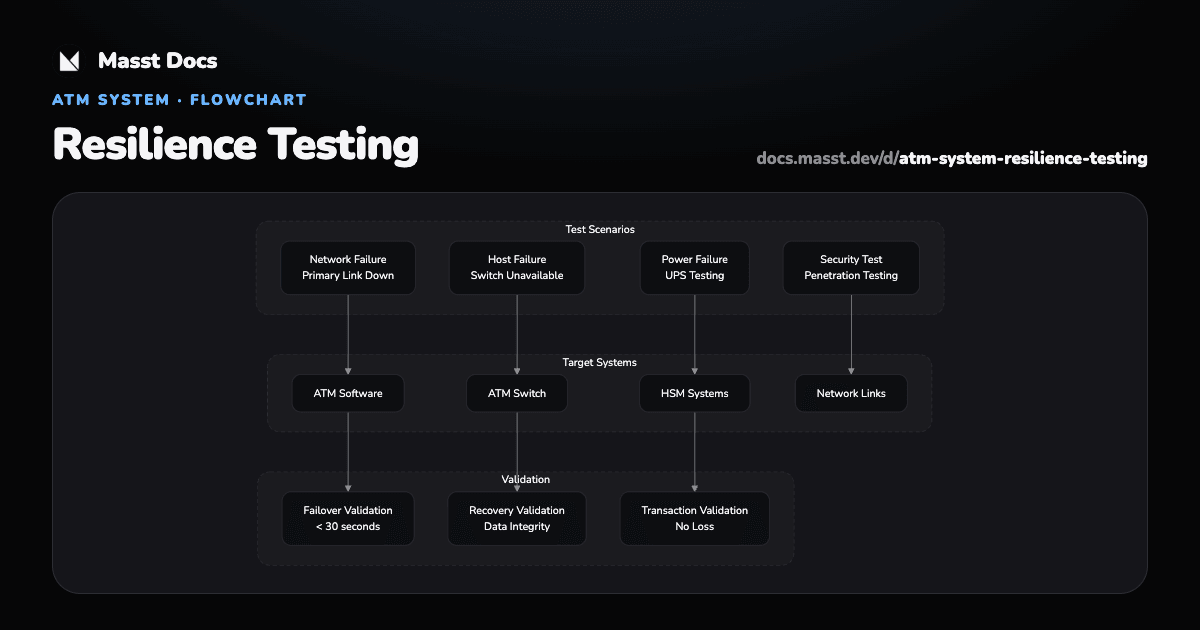 Masst Docs
ATM SYSTEM · FLOWCHART
Resilience Testing
docs.masst.dev/d/atm-system-resilience-testing
Test Scenarios
Network Failure
Primary Link Down
Host Failure
Switch Unavailable
Power Failure
UPS Testing
Security Test
Penetration Testing
Target Systems
ATM Software
ATM Switch
HSM Systems
Network Links
Validation
Failover Validation
< 30 seconds
Recovery Validation
Data Integrity
Transaction Validation
No Loss